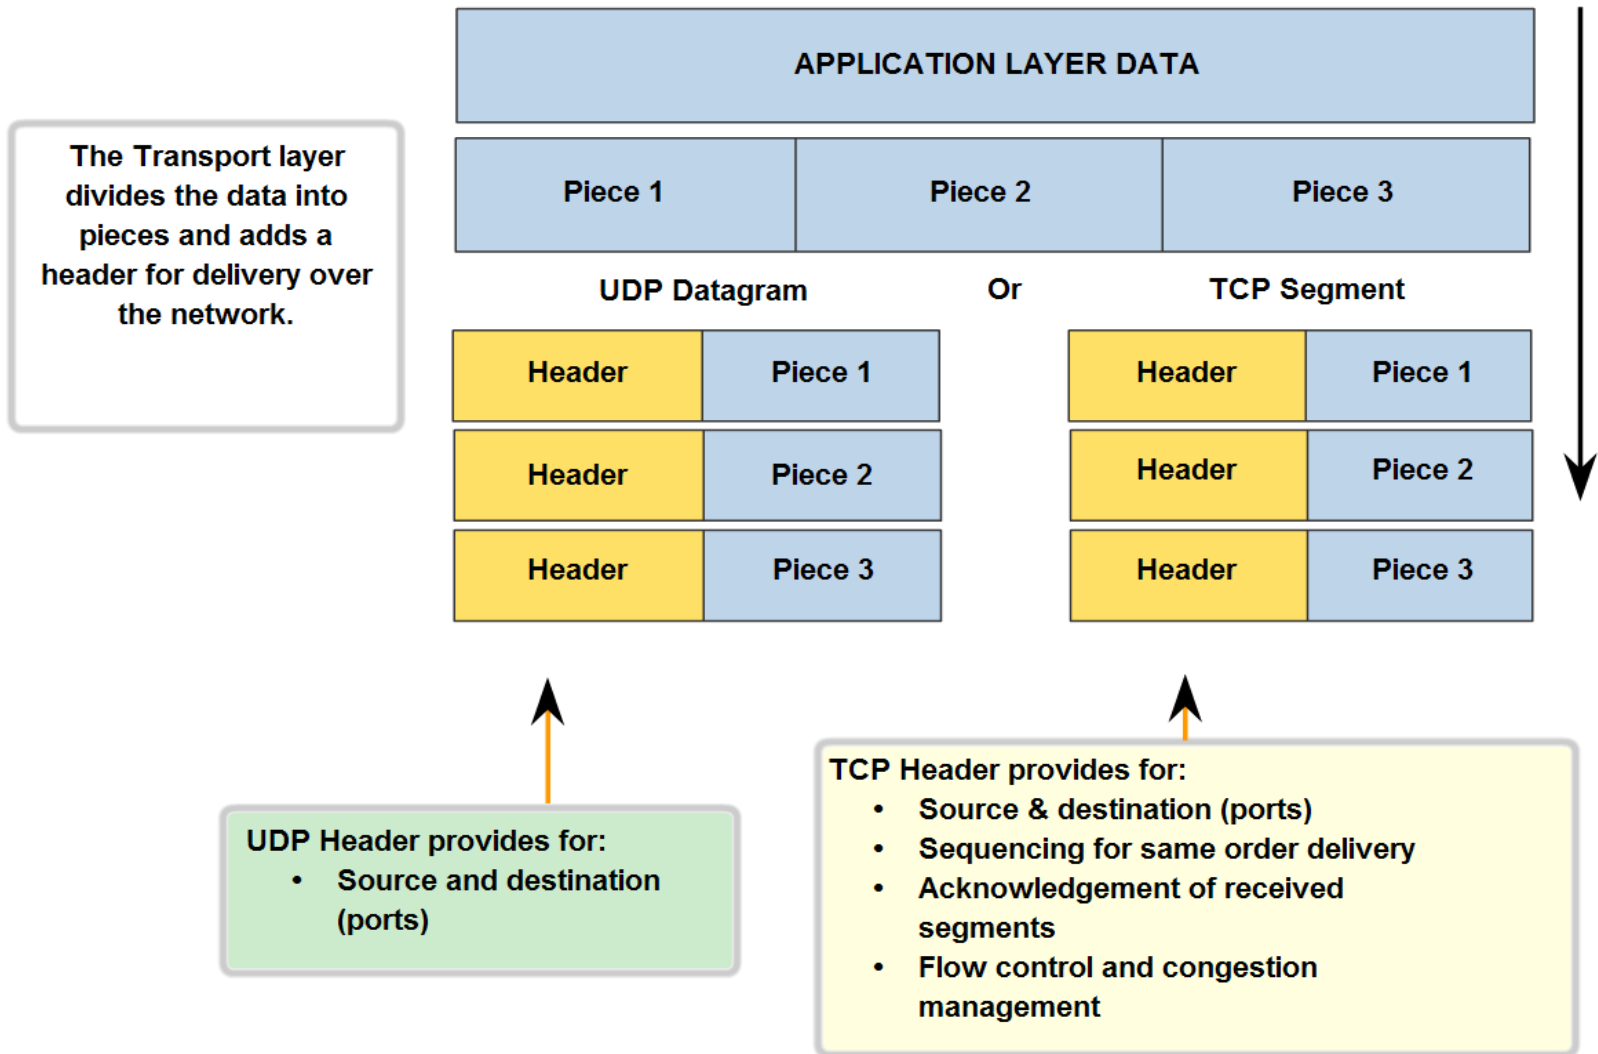 APPLICATION LAYER DATA
The Transport layer
divides the data into
pieces and adds a
header for delivery over
the network.
Piece 1
Piece 2
Piece 3
UDP Datagram
Or
TCP Segment
Header
Piece 1
Header
Piece 1
Header
Piece 2
Header
Piece 2
Header
Piece 3
Header
Piece 3
UDP Header provides for:
• Source and destination
(ports)
TCP Header provides for:
• Source & destination (ports)
• Sequencing for same order delivery
• Acknowledgement of received
segments
• Flow control and congestion
management